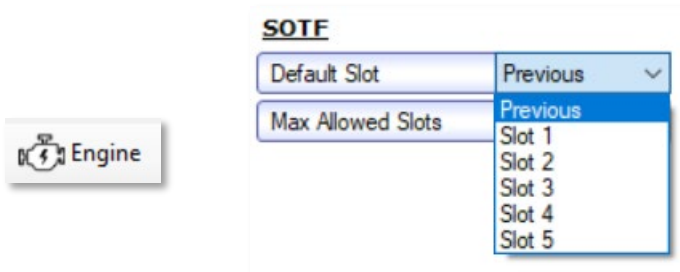 SOTF
Default Slot Previous
Max Allowed Slots
Previous
Slot 1
Slot 2
Slot 3
Slot 4
Slot 5
Engine